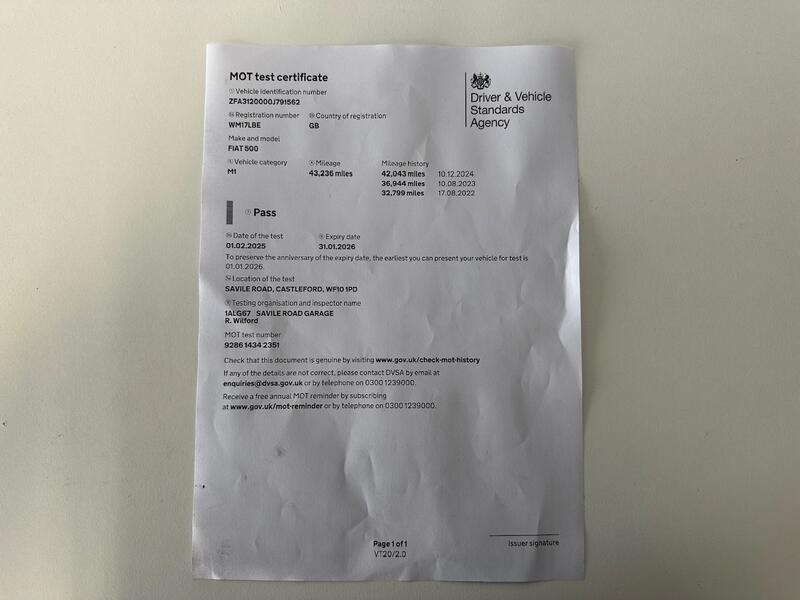 MOT test certificate
Driver & Vehicle
Standards
Agency
Vehicle identification number
ZFA3120000J791562
Registration number Country of registration
WM17LBE GB
Make and model
FIAT 500
Vehicle category Mileage Mileage history
M1 43,236 miles 42,043 miles 10.12.2024
36,944 miles 10.08.2023
32,799 miles 17.08.2022
Pass
Date of the test Expiry date
01.02.2025 31.01.2026
To preserve the anniversary of the expiry date, the earliest you can present your vehicle for test is
01.01.2026.
Location of the test
SAVILE ROAD, CASTLEFORD, WF10 1PD
Testing organisation and inspector name
1ALG67 SAVILE ROAD GARAGE
R. Wilford
MOT test number
9286 1434 2351
Check that this document is genuine by visiting www.gov.uk/check-mot-history
If any of the details are not correct, please contact DVSA by email at
enquiries@dvsa.gov.uk or by telephone on 0300 1239000.
Receive a free annual MOT reminder by subscribing
at www.gov.uk/mot-reminder or by telephone on 0300 1239000.
Page 1 of 1
VT20/2.0
Issuer signature